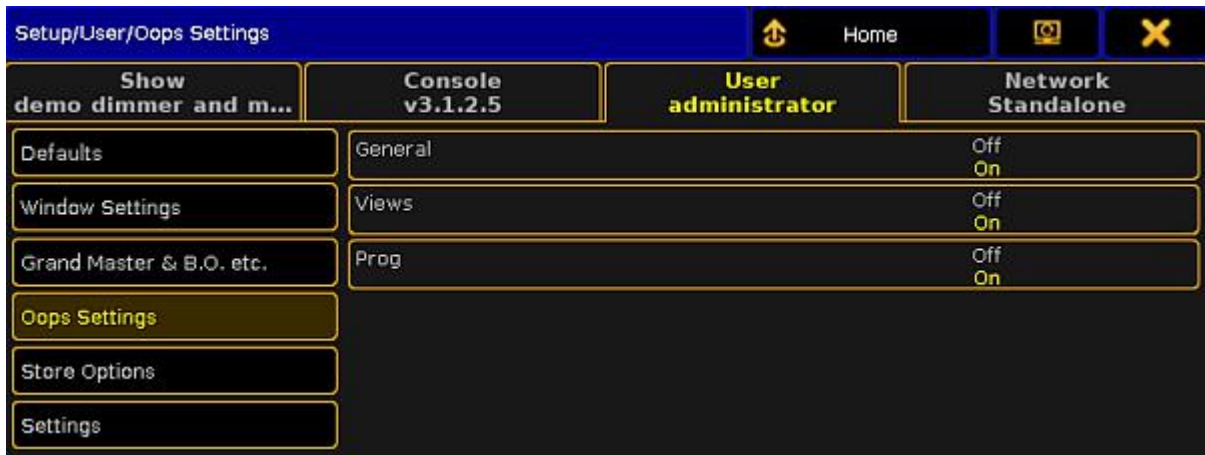 Setup/User/Oops Settings
Home
Show
demo dimmer and m...
Console
v3.1.2.5
User
administrator
Network
Standalone
Defaults
Window Settings
Grand Master & B.O. etc.
Oops Settings
Store Options
Settings
General
Off
On
Views
Off
On
Prog
Off
On